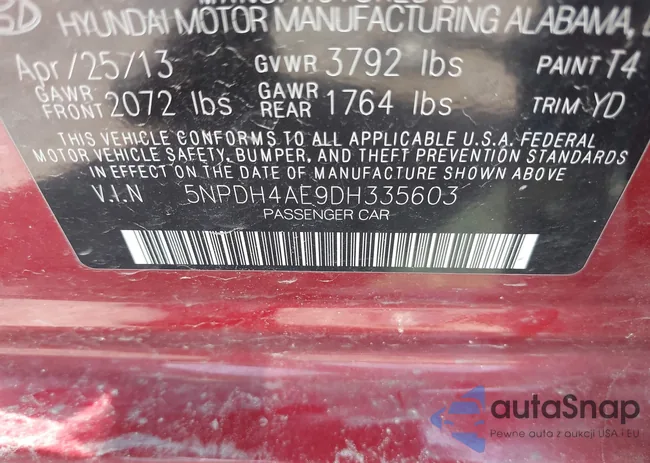 HYUNDAI MOTOR MANUFACTURING ALABAMA,
Apr/25/13 GVWR 3792 lbs PAINT T4
GAWR FRONT 2072 lbs GAWR REAR 1764 lbs TRIM YD
THIS VEHICLE CONFORMS TO ALL APPLICABLE U.S.A. FEDERAL
MOTOR VEHICLE SAFETY, BUMPER, AND THEFT PREVENTION STANDARDS
IN EFFECT ON THE DATE OF MANUFACTURE SHOWN ABOVE
V.I.N 5NPDH4AE9DH335603
PASSENGER CAR
autaSnap
Pewne auta z aukcji USA i EU